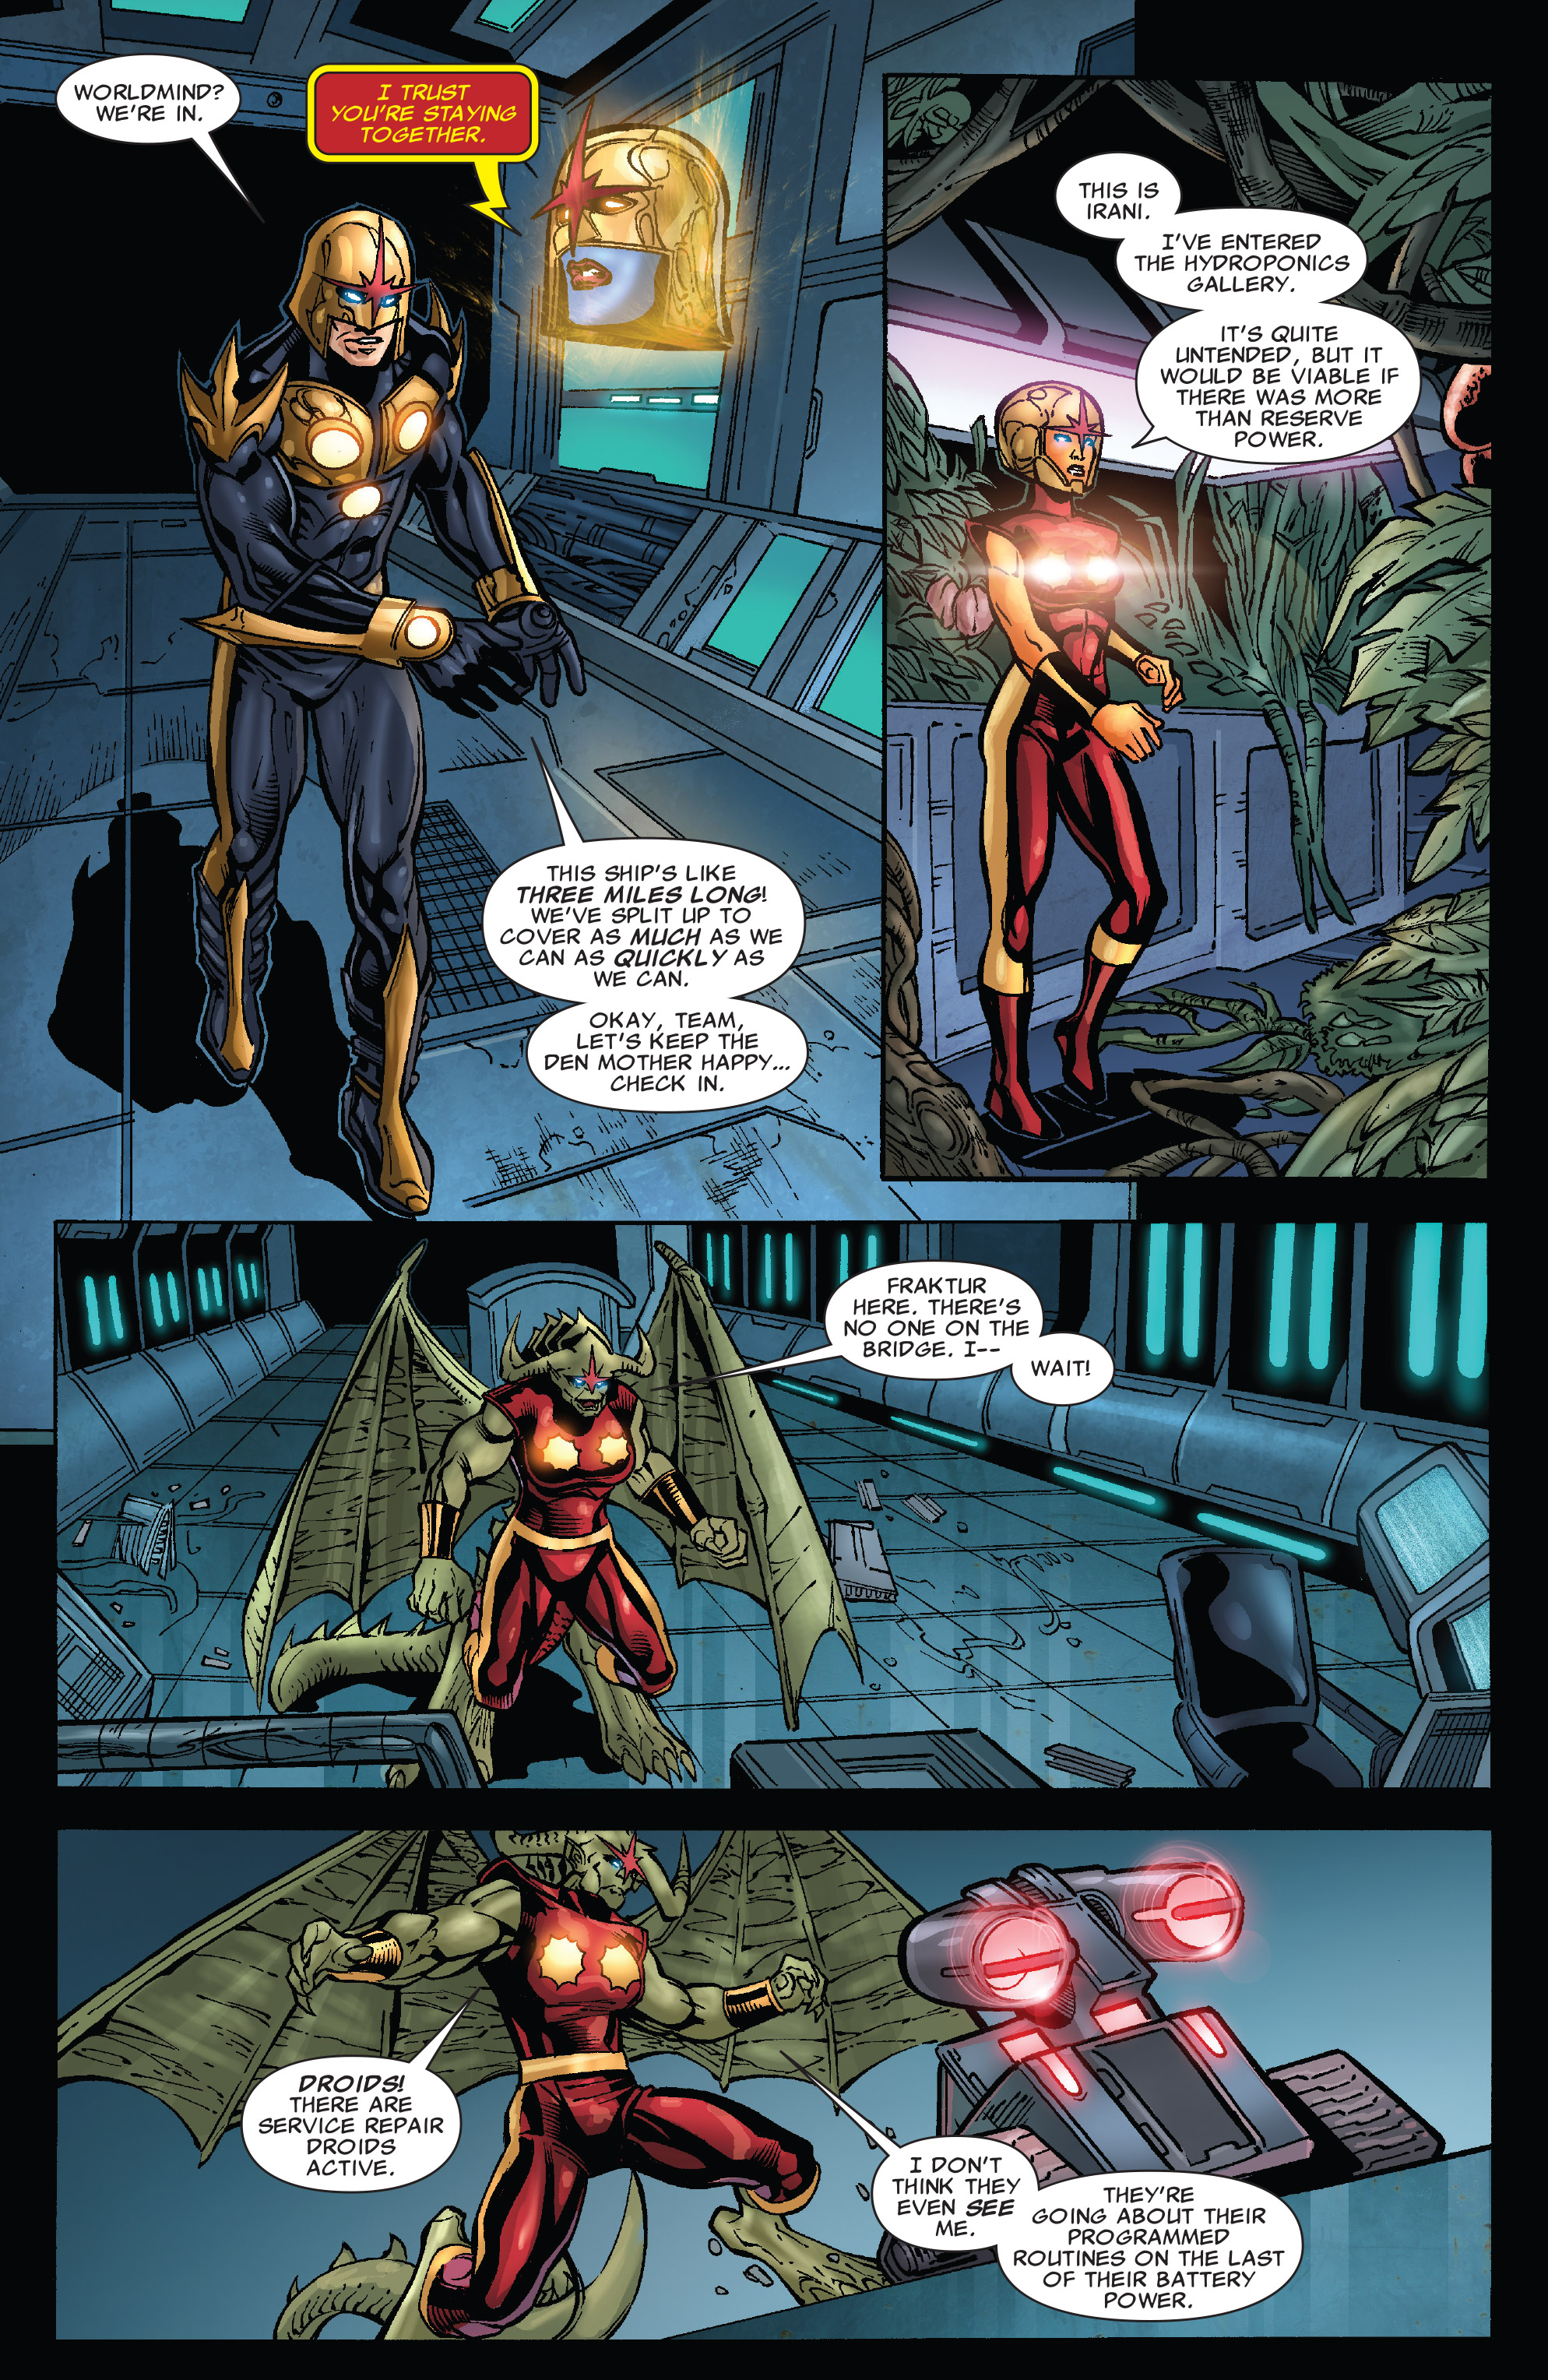 WORLDMIND?
WE'RE IN.
I TRUST
YOU'RE STAYING
TOGETHER.
THIS SHIP'S LIKE
THREE MILES LONG!
WE'VE SPLIT UP TO
COVER AS MUCH AS WE
CAN AS QUICKLY AS
WE CAN.
OKAY, TEAM,
LET'S KEEP THE
DEN MOTHER HAPPY...
CHECK IN.
THIS IS
IRANI.
I'VE ENTERED
THE HYDROPONICS
GALLERY.
IT'S QUITE
UNTENDED, BUT IT
WOULD BE VIABLE IF
THERE WAS MORE
THAN RESERVE
POWER.
FRAKTUR
HERE. THERE'S
NO ONE ON THE
BRIDGE. I--
WAIT!
DROIDS!
THERE ARE
SERVICE REPAIR
DROIDS
ACTIVE.
I DON'T
THINK THEY
EVEN SEE
ME.
THEY'RE
GOING ABOUT THEIR
PROGRAMMED
ROUTINES ON THE LAST
OF THEIR BATTERY
POWER.